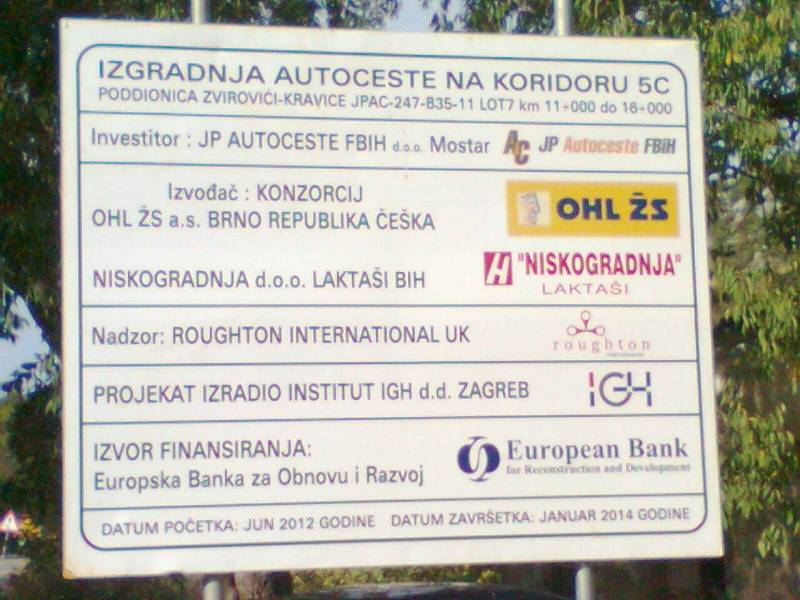 IZGRADNJA AUTOCESTE NA KORIDORU 5C
PODDIONICA ZVIROVIĆI-KRAVICE JPAC-247-B35-11 LOT7 km 11+000 do 16+000
Investitor : JP AUTOCESTE FBIH d.o.o. Mostar
AC JP Autoceste FBiH
Izvođač : KONZORCIJ
OHL ŽS a.s. BRNO REPUBLIKA ČEŠKA
OHL ŽS
NISKOGRADNJA d.o.o. LAKTAŠI BIH
"NISKOGRADNJA"
LAKTAŠI
Nadzor: ROUGHTON INTERNATIONAL UK
roughton
international
PROJEKAT IZRADIO INSTITUT IGH d.d. ZAGREB
IGH
IZVOR FINANSIRANJA:
Europska Banka za Obnovu i Razvoj
European Bank
for Reconstruction and Development
DATUM POČETKA: JUN 2012 GODINE DATUM ZAVRŠETKA: JANUAR 2014 GODINE